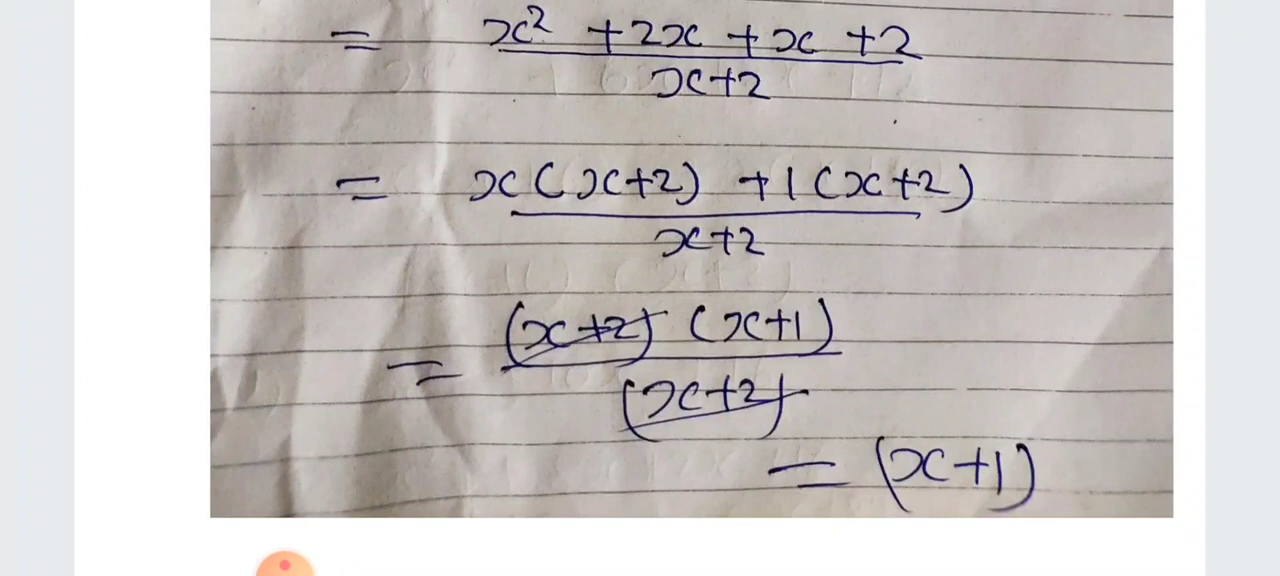 = x² + 2x + x + 2
x+2
= x(x+2) + 1(x+2)
x+2
= (x+2) (x+1)
(x+2)
= (x+1)